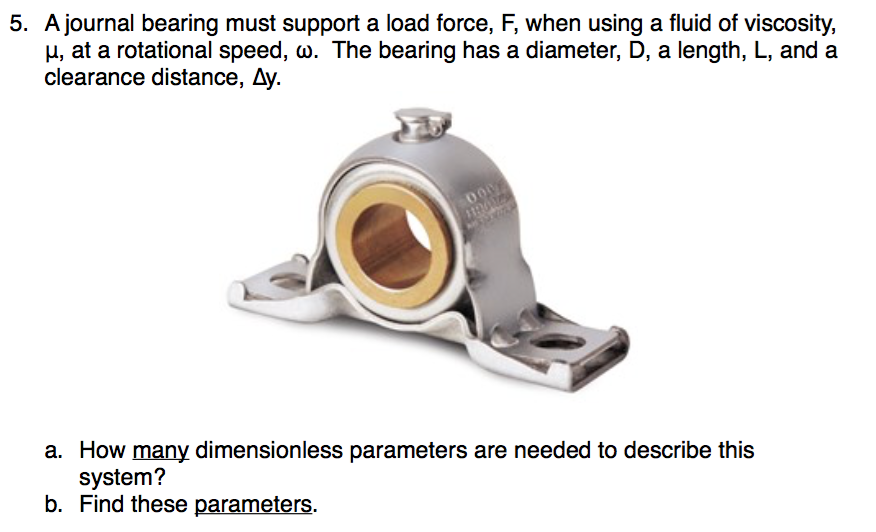 5. A journal bearing must support a load force, F, when using a fluid of viscosity,
μ, at a rotational speed, ω. The bearing has a diameter, D, a length, L, and a
clearance distance, Δy.
a. How many dimensionless parameters are needed to describe this
system?
b. Find these parameters.